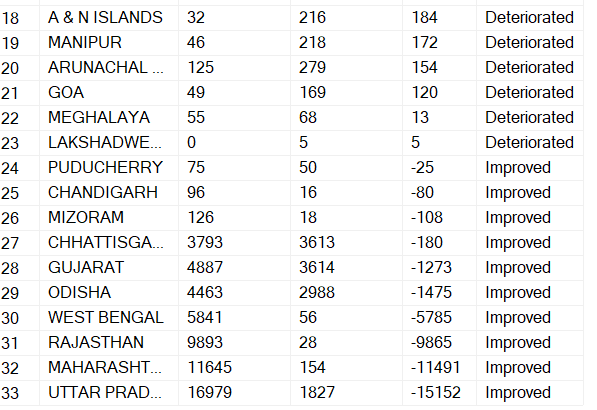 18 A & N ISLANDS 32 216 184 Deteriorated
19 MANIPUR 46 218 172 Deteriorated
20 ARUNACHAL ... 125 279 154 Deteriorated
21 GOA 49 169 120 Deteriorated
22 MEGHALAYA 55 68 13 Deteriorated
23 LAKSHADWE... 0 5 5 Deteriorated
24 PUDUCHERRY 75 50 -25 Improved
25 CHANDIGARH 96 16 -80 Improved
26 MIZORAM 126 18 -108 Improved
27 CHHATTISGA... 3793 3613 -180 Improved
28 GUJARAT 4887 3614 -1273 Improved
29 ODISHA 4463 2988 -1475 Improved
30 WEST BENGAL 5841 56 -5785 Improved
31 RAJASTHAN 9893 28 -9865 Improved
32 MAHARASHT... 11645 154 -11491 Improved
33 UTTAR PRAD... 16979 1827 -15152 Improved